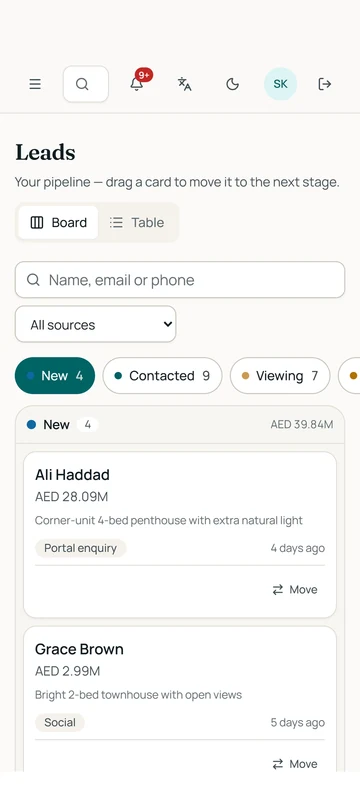 9+
SK
Leads
Your pipeline — drag a card to move it to the next stage.
Board
Table
Name, email or phone
All sources
New 4
Contacted 9
Viewing 7
New 4
AED 39.84M
Ali Haddad
AED 28.09M
Corner-unit 4-bed penthouse with extra natural light
Portal enquiry
4 days ago
Move
Grace Brown
AED 2.99M
Bright 2-bed townhouse with open views
Social
5 days ago
Move